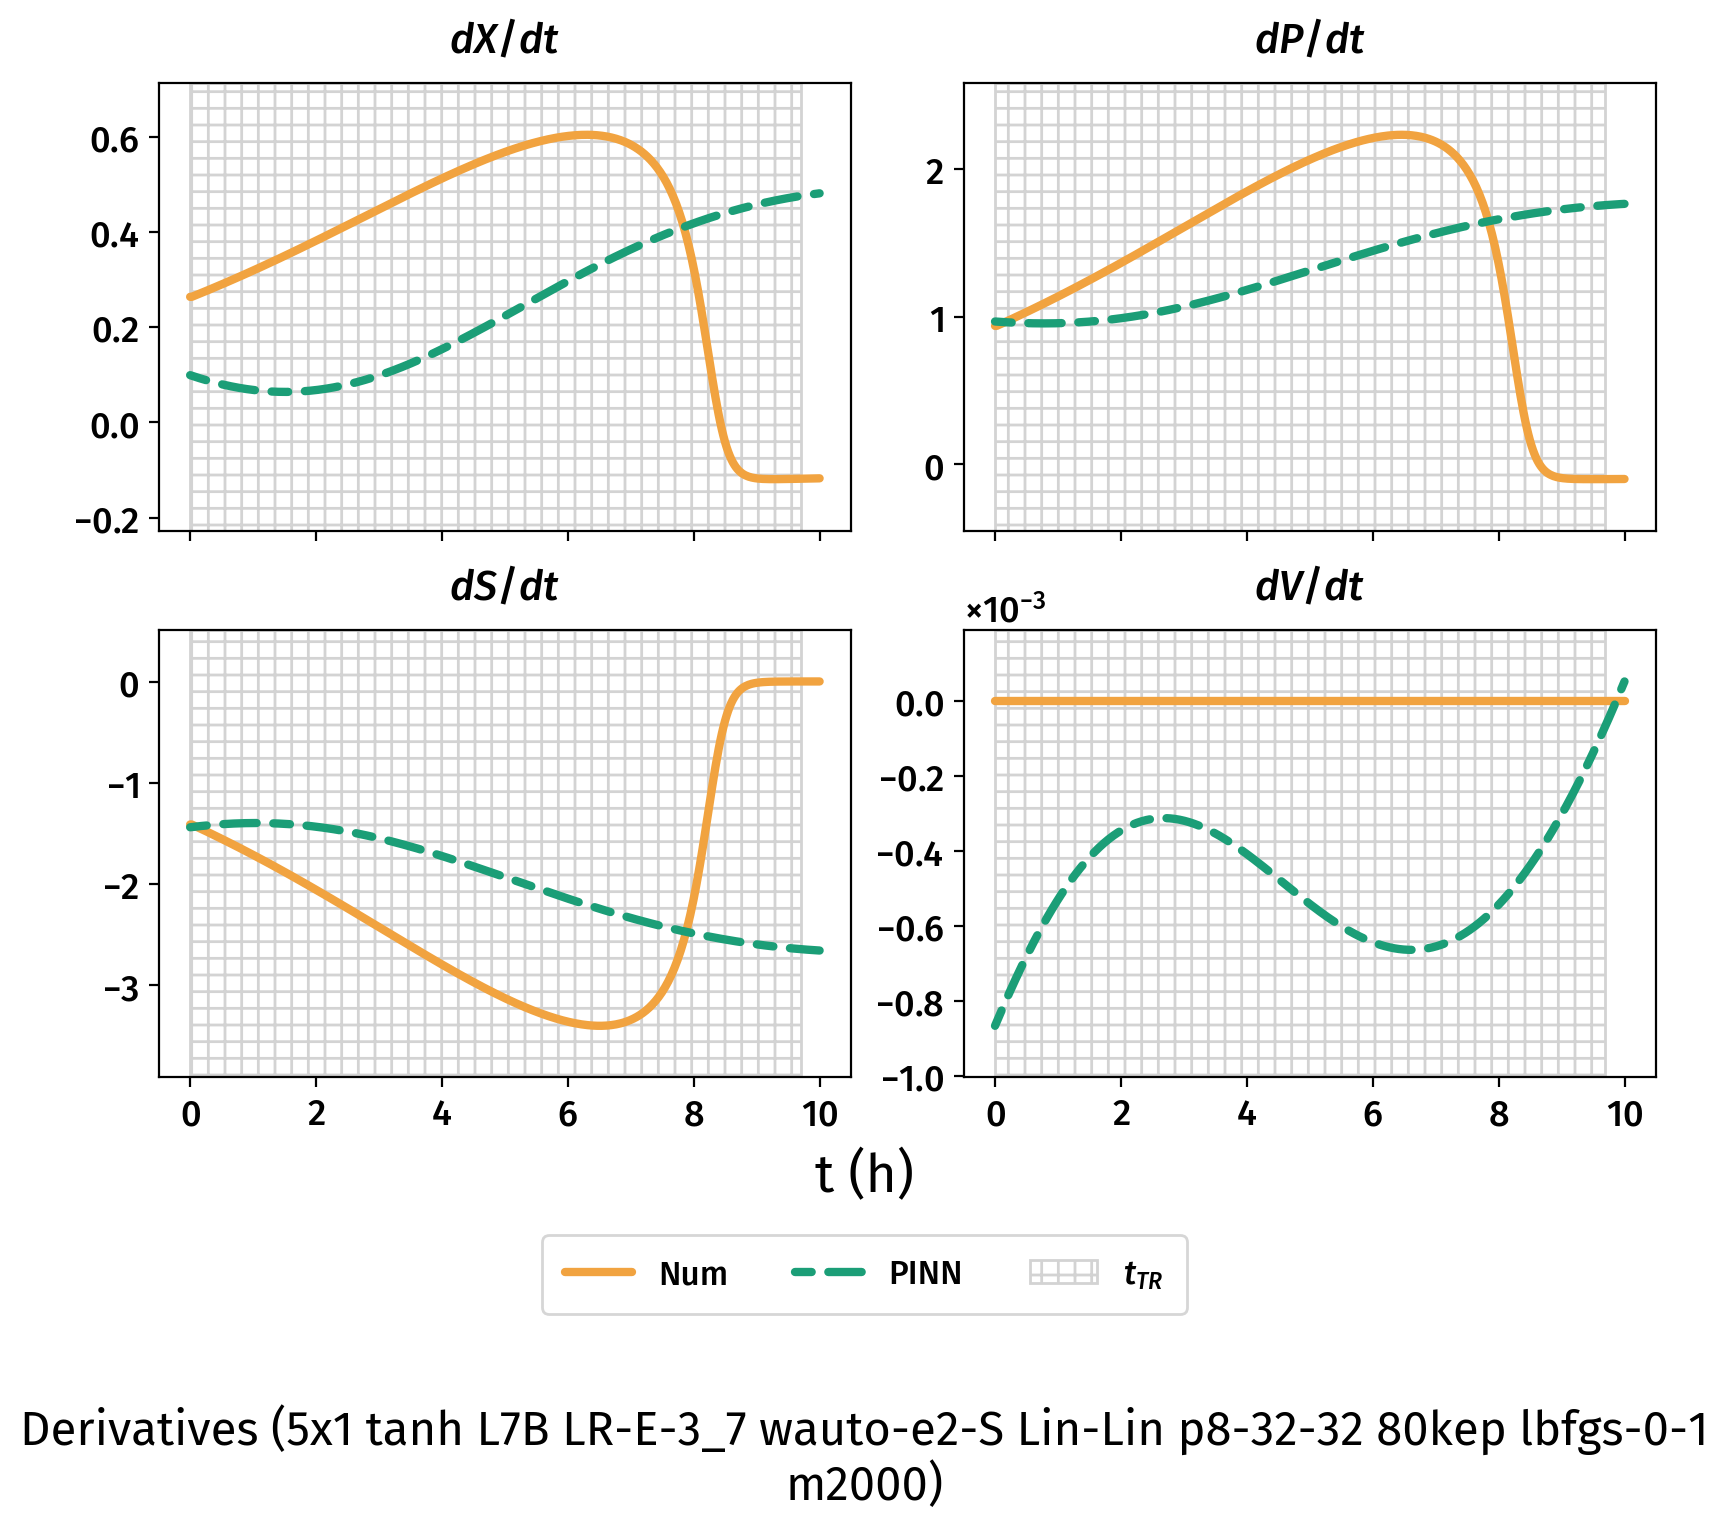 dX/dt
dP/dt
0.6
0.4
0.2
0.0
−0.2
2
1
0
dS/dt
dV/dt
×10⁻³
0
−1
−2
−3
0.0
−0.2
−0.4
−0.6
−0.8
−1.0
0 2 4 6 8 10
0 2 4 6 8 10
t (h)
Num PINN t_TR
Derivatives (5x1 tanh L7B LR-E-3_7 wauto-e2-S Lin-Lin p8-32-32 80kep lbfgs-0-1
m2000)